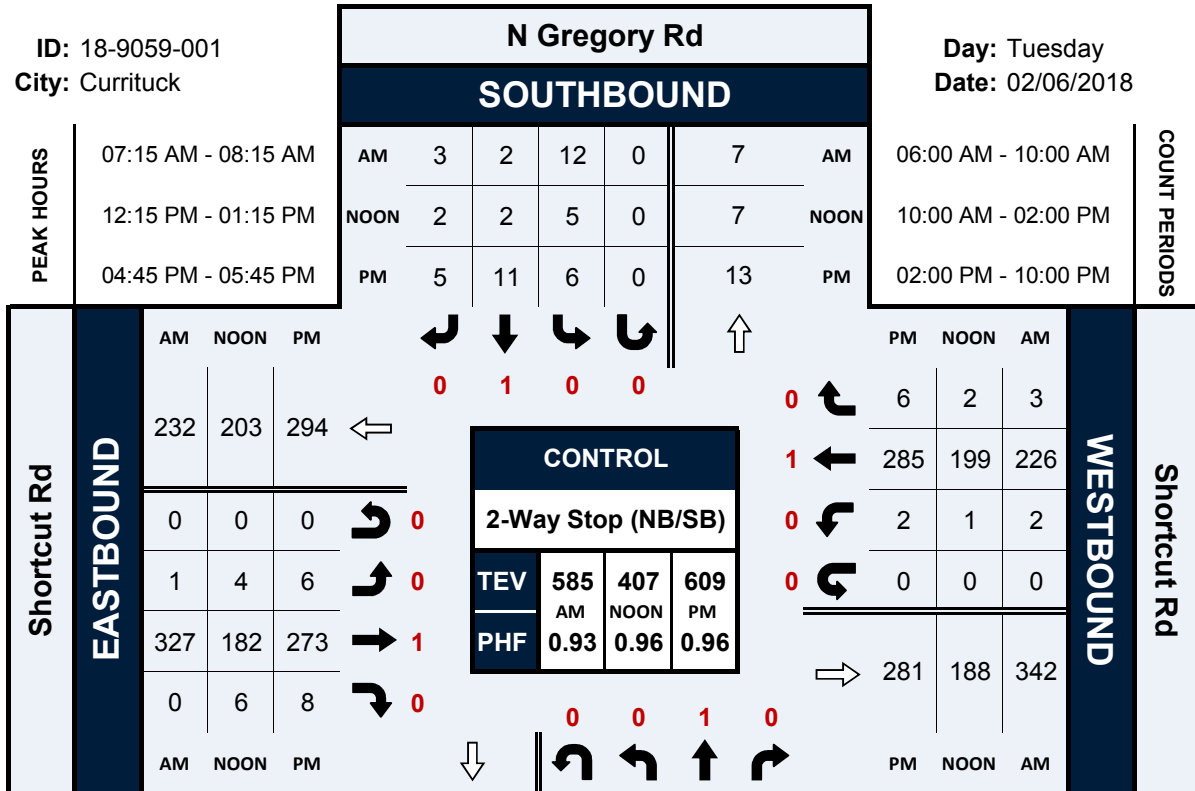 ID: 18-9059-001
City: Currituck
N Gregory Rd
SOUTHBOUND
Day: Tuesday
Date: 02/06/2018
PEAK HOURS
07:15 AM - 08:15 AM
12:15 PM - 01:15 PM
04:45 PM - 05:45 PM
AM 3 2 12 0 7 AM
NOON 2 2 5 0 7 NOON
PM 5 11 6 0 13 PM
06:00 AM - 10:00 AM
10:00 AM - 02:00 PM
02:00 PM - 10:00 PM
COUNT PERIODS
0 1 0 0
Shortcut Rd
EASTBOUND
AM NOON PM
232 203 294
0 0 0 0
1 4 6 0
327 182 273 1
0 6 8 0
AM NOON PM
CONTROL
2-Way Stop (NB/SB)
TEV 585 407 609
AM NOON PM
PHF 0.93 0.96 0.96
PM NOON AM
0 6 2 3
1 285 199 226
0 2 1 2
0 0 0 0
281 188 342
PM NOON AM
WESTBOUND
Shortcut Rd
0 0 1 0